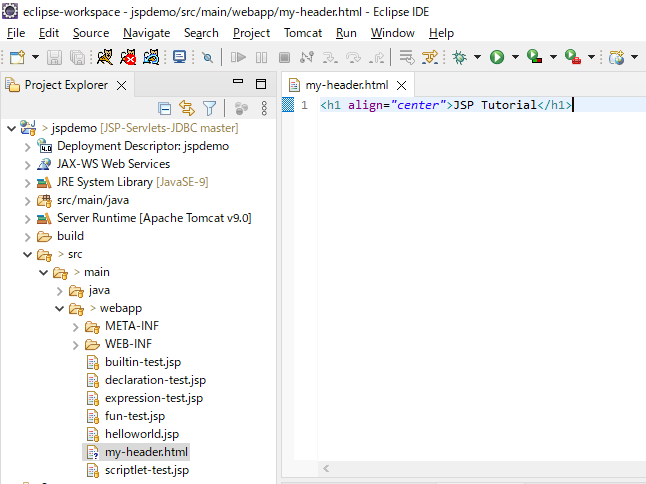 eclipse-workspace - jspdemo/src/main/webapp/my-header.html - Eclipse IDE
File Edit Source Navigate Search Project Tomcat Run Window Help
Project Explorer
my-header.html
1 <h1 align="center">JSP Tutorial</h1>
> jspdemo [JSP-Servlets-JDBC master]
4.0 Deployment Descriptor: jspdemo
JAX-WS Web Services
JRE System Library [JavaSE-9]
src/main/java
Server Runtime [Apache Tomcat v9.0]
build
> src
> main
java
> webapp
META-INF
WEB-INF
builtin-test.jsp
declaration-test.jsp
expression-test.jsp
fun-test.jsp
helloworld.jsp
my-header.html
scriptlet-test.jsp